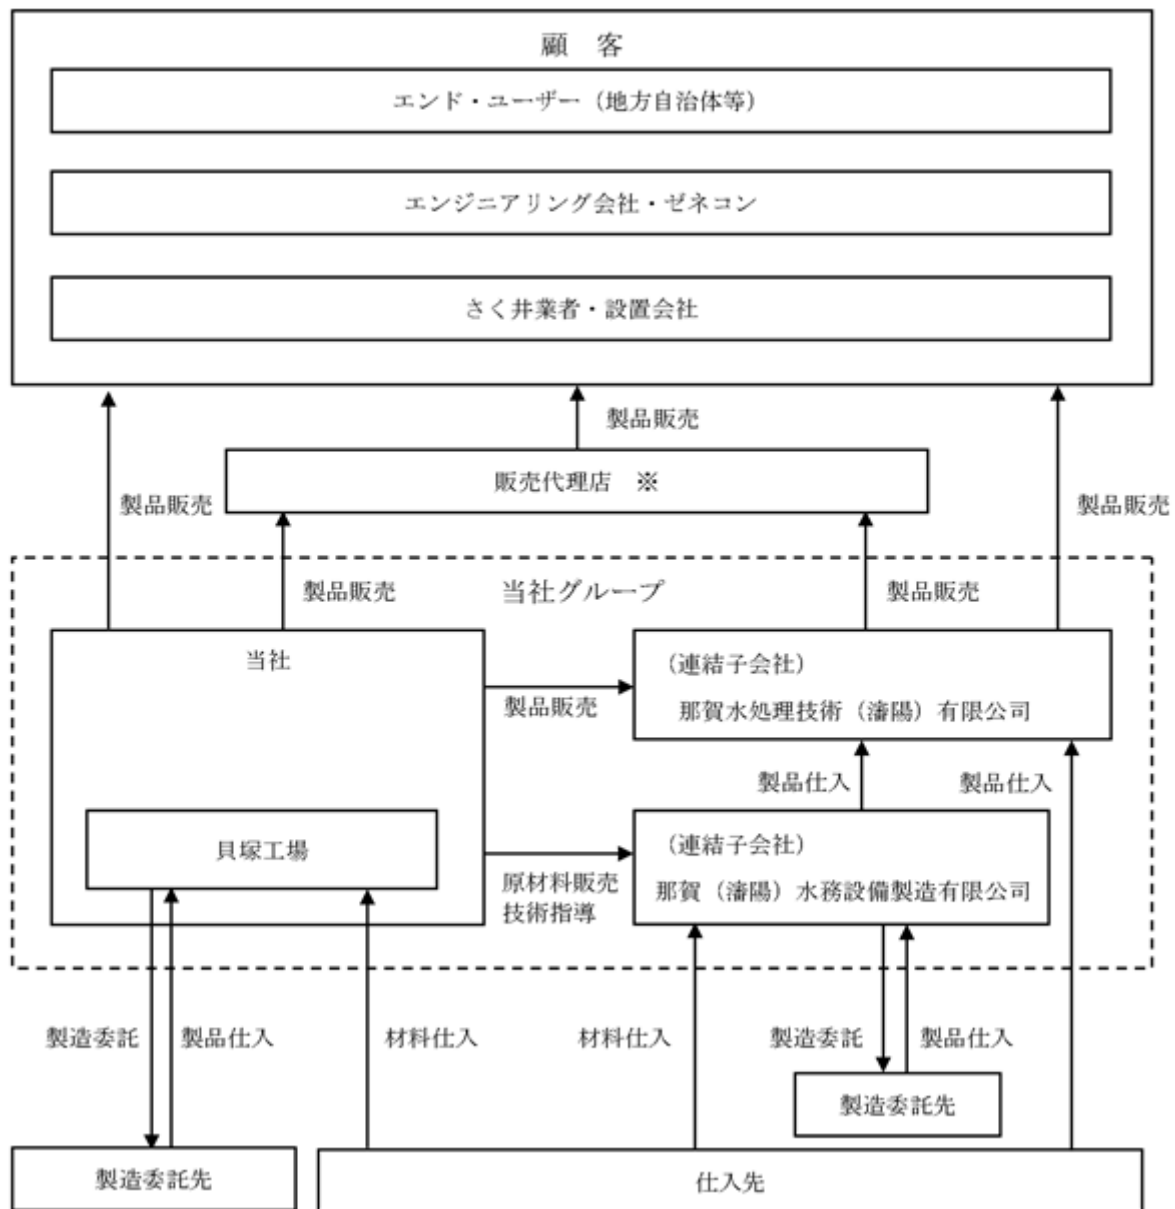 顧　客
エンド・ユーザー（地方自治体等）
エンジニアリング会社・ゼネコン
さく井業者・設置会社
製品販売
販売代理店　※
製品販売
製品販売
製品販売
当社グループ
製品販売
当社
（連結子会社）
那賀水処理技術（瀋陽）有限公司
製品販売
製品仕入
製品仕入
貝塚工場
（連結子会社）
那賀（瀋陽）水務設備製造有限公司
原材料販売
技術指導
製造委託
製品仕入
材料仕入
材料仕入
製造委託
製品仕入
製造委託先
製造委託先
仕入先